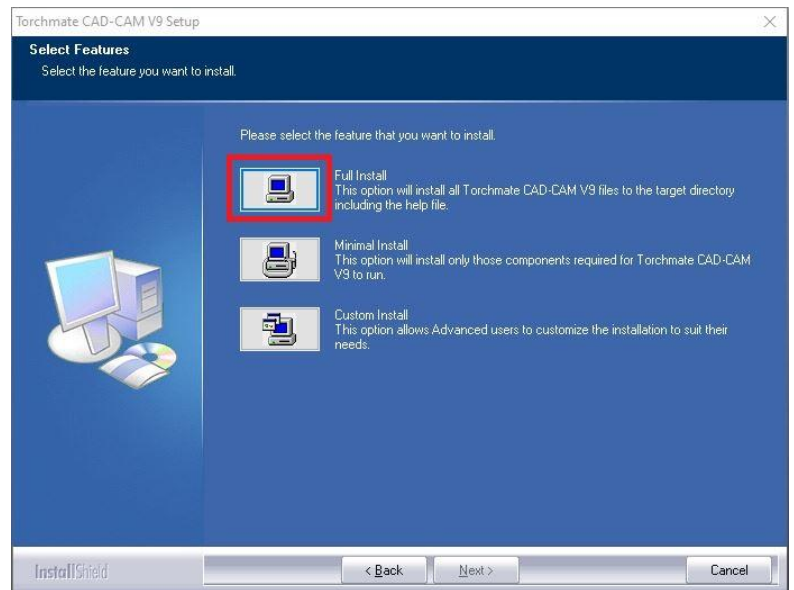 Torchmate CAD-CAM V9 Setup
Select Features
Select the feature you want to install.
Please select the feature that you want to install.
Full Install
This option will install all Torchmate CAD-CAM V9 files to the target directory
including the help file.
Minimal Install
This option will install only those components required for Torchmate CAD-CAM
V9 to run.
Custom Install
This option allows Advanced users to customize the installation to suit their
needs.
InstallShield
< Back
Next >
Cancel